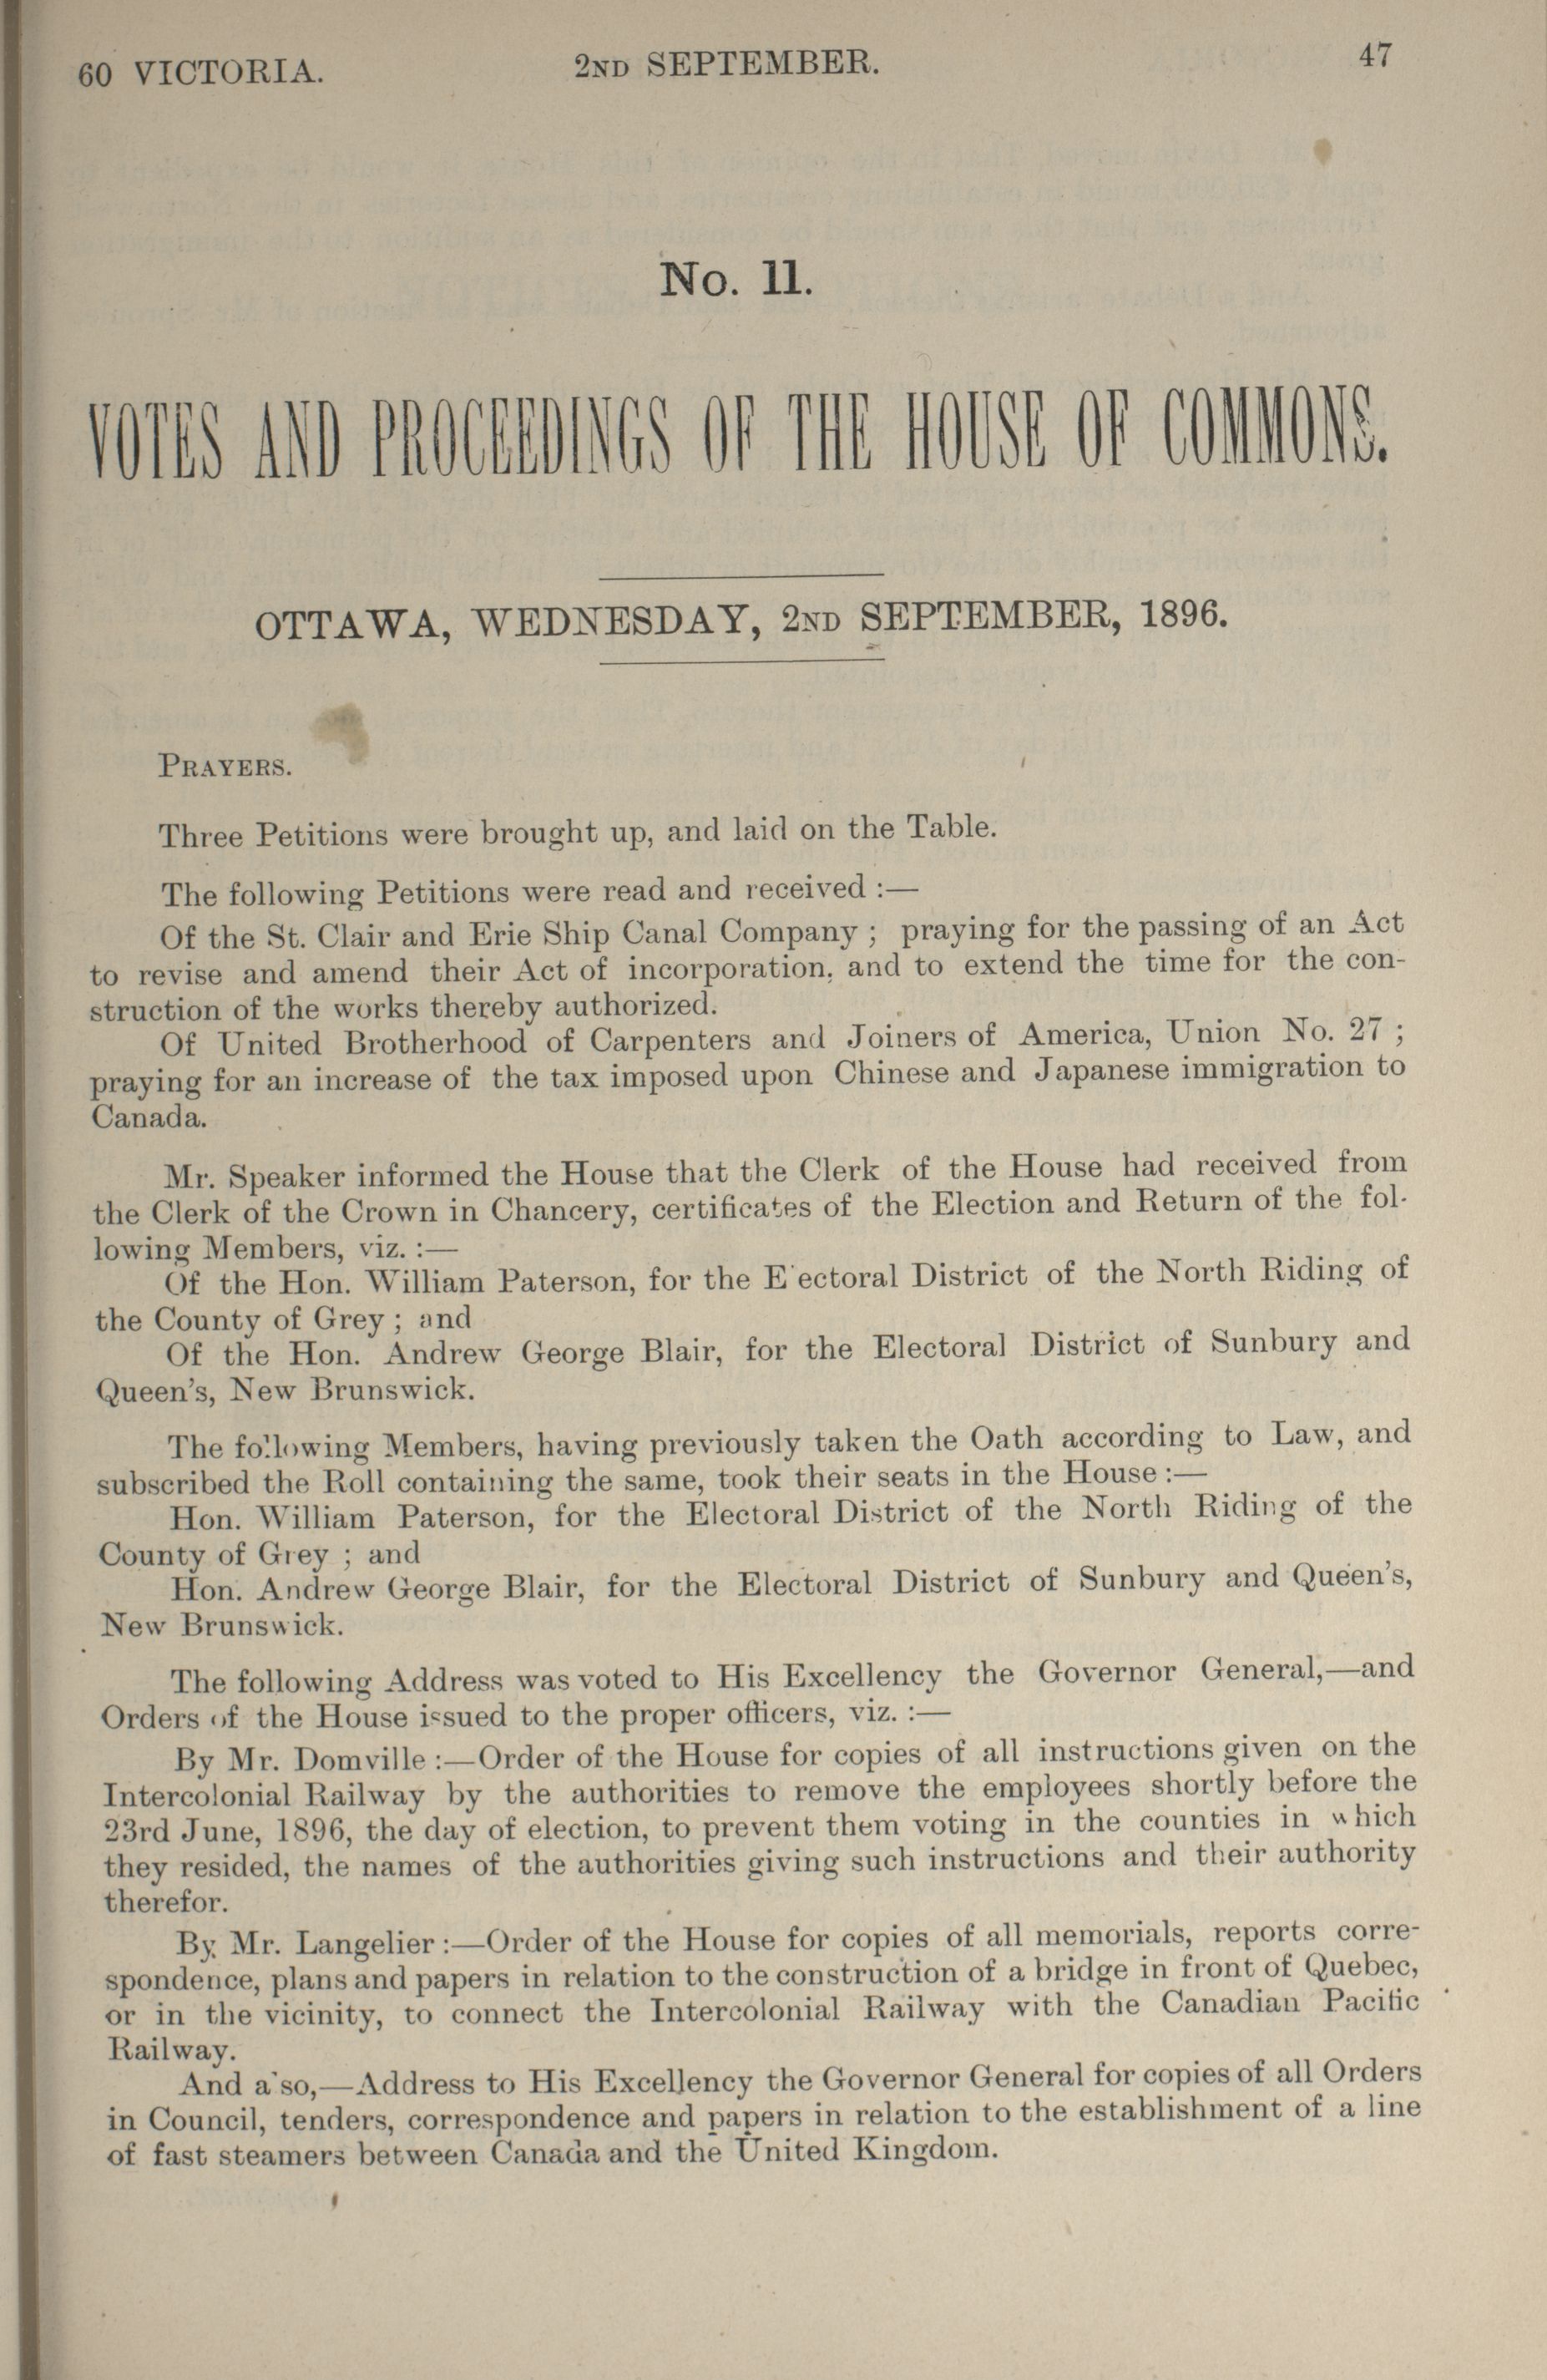 60 VICTORIA. 2ND SEPTEMBER. 47
No. 11.
VOTES AND PROCEEDINGS OF THE HOUSE OF COMMONS.
OTTAWA, WEDNESDAY, 2ND SEPTEMBER, 1896.
PRAYERS.
Three Petitions were brought up, and laid on the Table.
The following Petitions were read and received :—
Of the St. Clair and Erie Ship Canal Company ; praying for the passing of an Act
to revise and amend their Act of incorporation, and to extend the time for the con-
struction of the works thereby authorized.
Of United Brotherhood of Carpenters and Joiners of America, Union No. 27 ;
praying for an increase of the tax imposed upon Chinese and Japanese immigration to
Canada.
Mr. Speaker informed the House that the Clerk of the House had received from
the Clerk of the Crown in Chancery, certificates of the Election and Return of the fol-
lowing Members, viz. :—
Of the Hon. William Paterson, for the Electoral District of the North Riding of
the County of Grey ; and
Of the Hon. Andrew George Blair, for the Electoral District of Sunbury and
Queen's, New Brunswick.
The following Members, having previously taken the Oath according to Law, and
subscribed the Roll containing the same, took their seats in the House :—
Hon. William Paterson, for the Electoral District of the North Riding of the
County of Grey ; and
Hon. Andrew George Blair, for the Electoral District of Sunbury and Queen's,
New Brunswick.
The following Address was voted to His Excellency the Governor General,—and
Orders of the House issued to the proper officers, viz. :—
By Mr. Domville :—Order of the House for copies of all instructions given on the
Intercolonial Railway by the authorities to remove the employees shortly before the
23rd June, 1896, the day of election, to prevent them voting in the counties in which
they resided, the names of the authorities giving such instructions and their authority
therefor.
By Mr. Langelier :—Order of the House for copies of all memorials, reports corre-
spondence, plans and papers in relation to the construction of a bridge in front of Quebec,
or in the vicinity, to connect the Intercolonial Railway with the Canadian Pacific
Railway.
And also,—Address to His Excellency the Governor General for copies of all Orders
in Council, tenders, correspondence and papers in relation to the establishment of a line
of fast steamers between Canada and the United Kingdom.